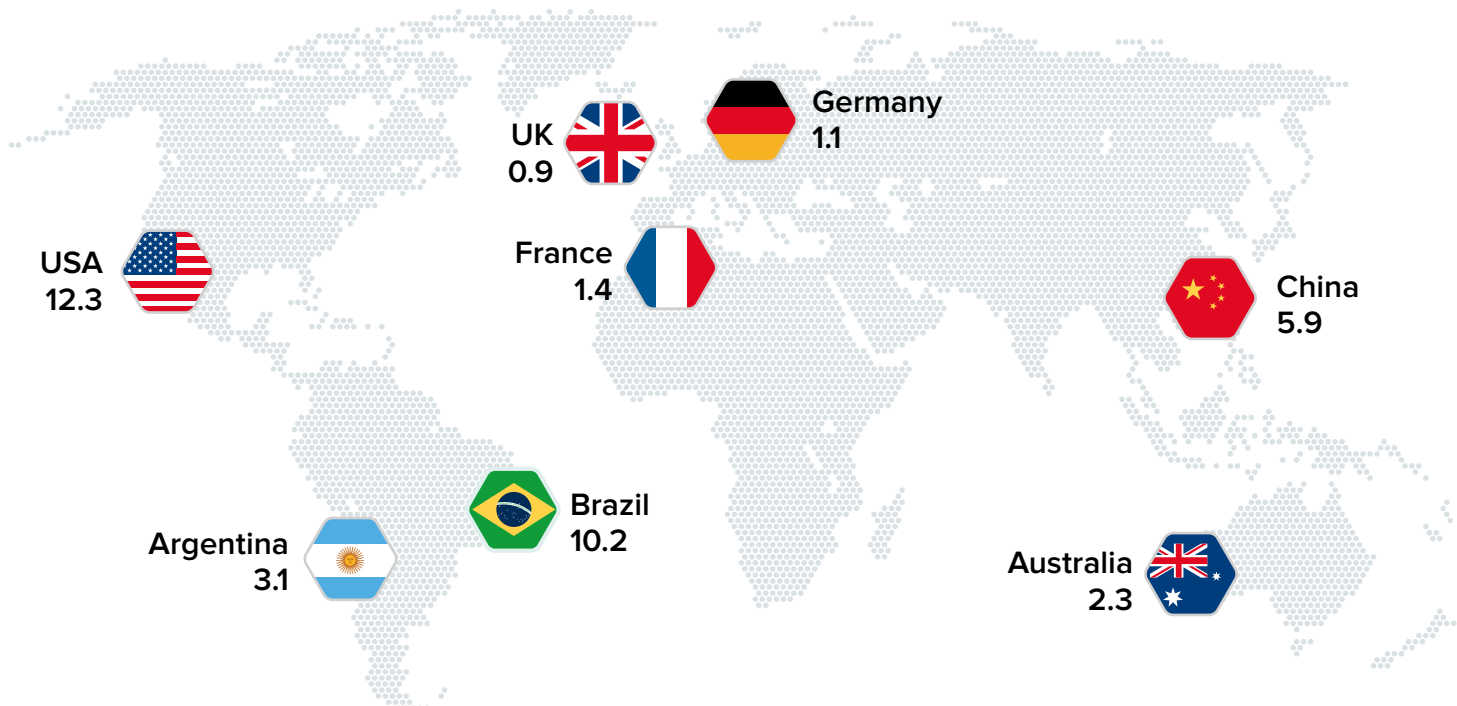 Germany
1.1
UK
0.9
France
1.4
USA
12.3
China
5.9
Brazil
10.2
Argentina
3.1
Australia
2.3